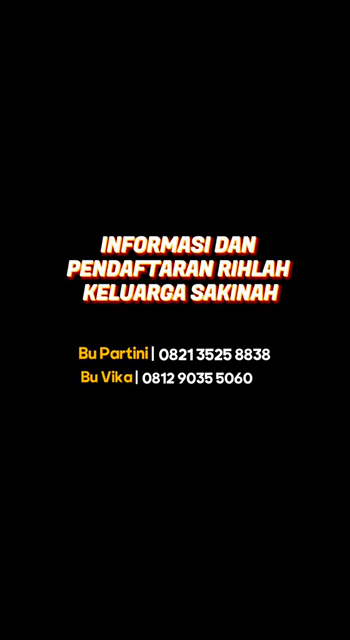 INFORMASI DAN
PENDAFTARAN RIHLAH
KELUARGA SAKINAH
Bu Partini | 0821 3525 8838
Bu Vika | 0812 9035 5060